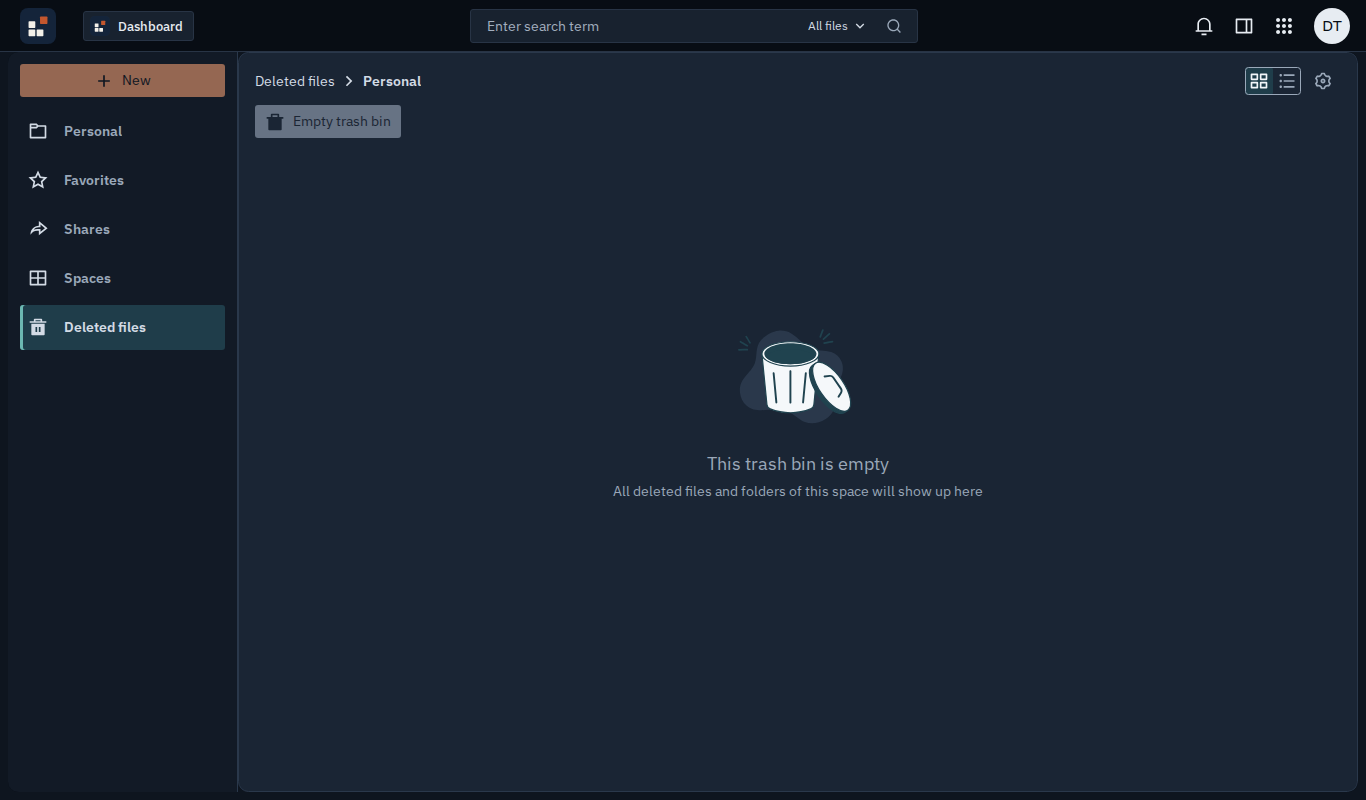 Dashboard
Enter search term
All files
DT
New
Personal
Favorites
Shares
Spaces
Deleted files
Deleted files
Personal
Empty trash bin
This trash bin is empty
All deleted files and folders of this space will show up here